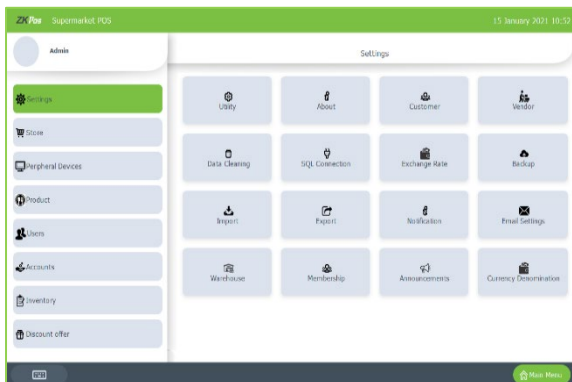 ZKPos Supermarket POS 15 January 2021 10:52
Admin
Settings
Settings
Store
Perpheral Devices
Product
Users
Accounts
Inventory
Discount offer
Utility About Customer Vendor
Data Cleaning SQL Connection Exchange Rate Backup
Import Export Notification Email Settings
Warehouse Membership Announcements Currency Denomination
Main Menu